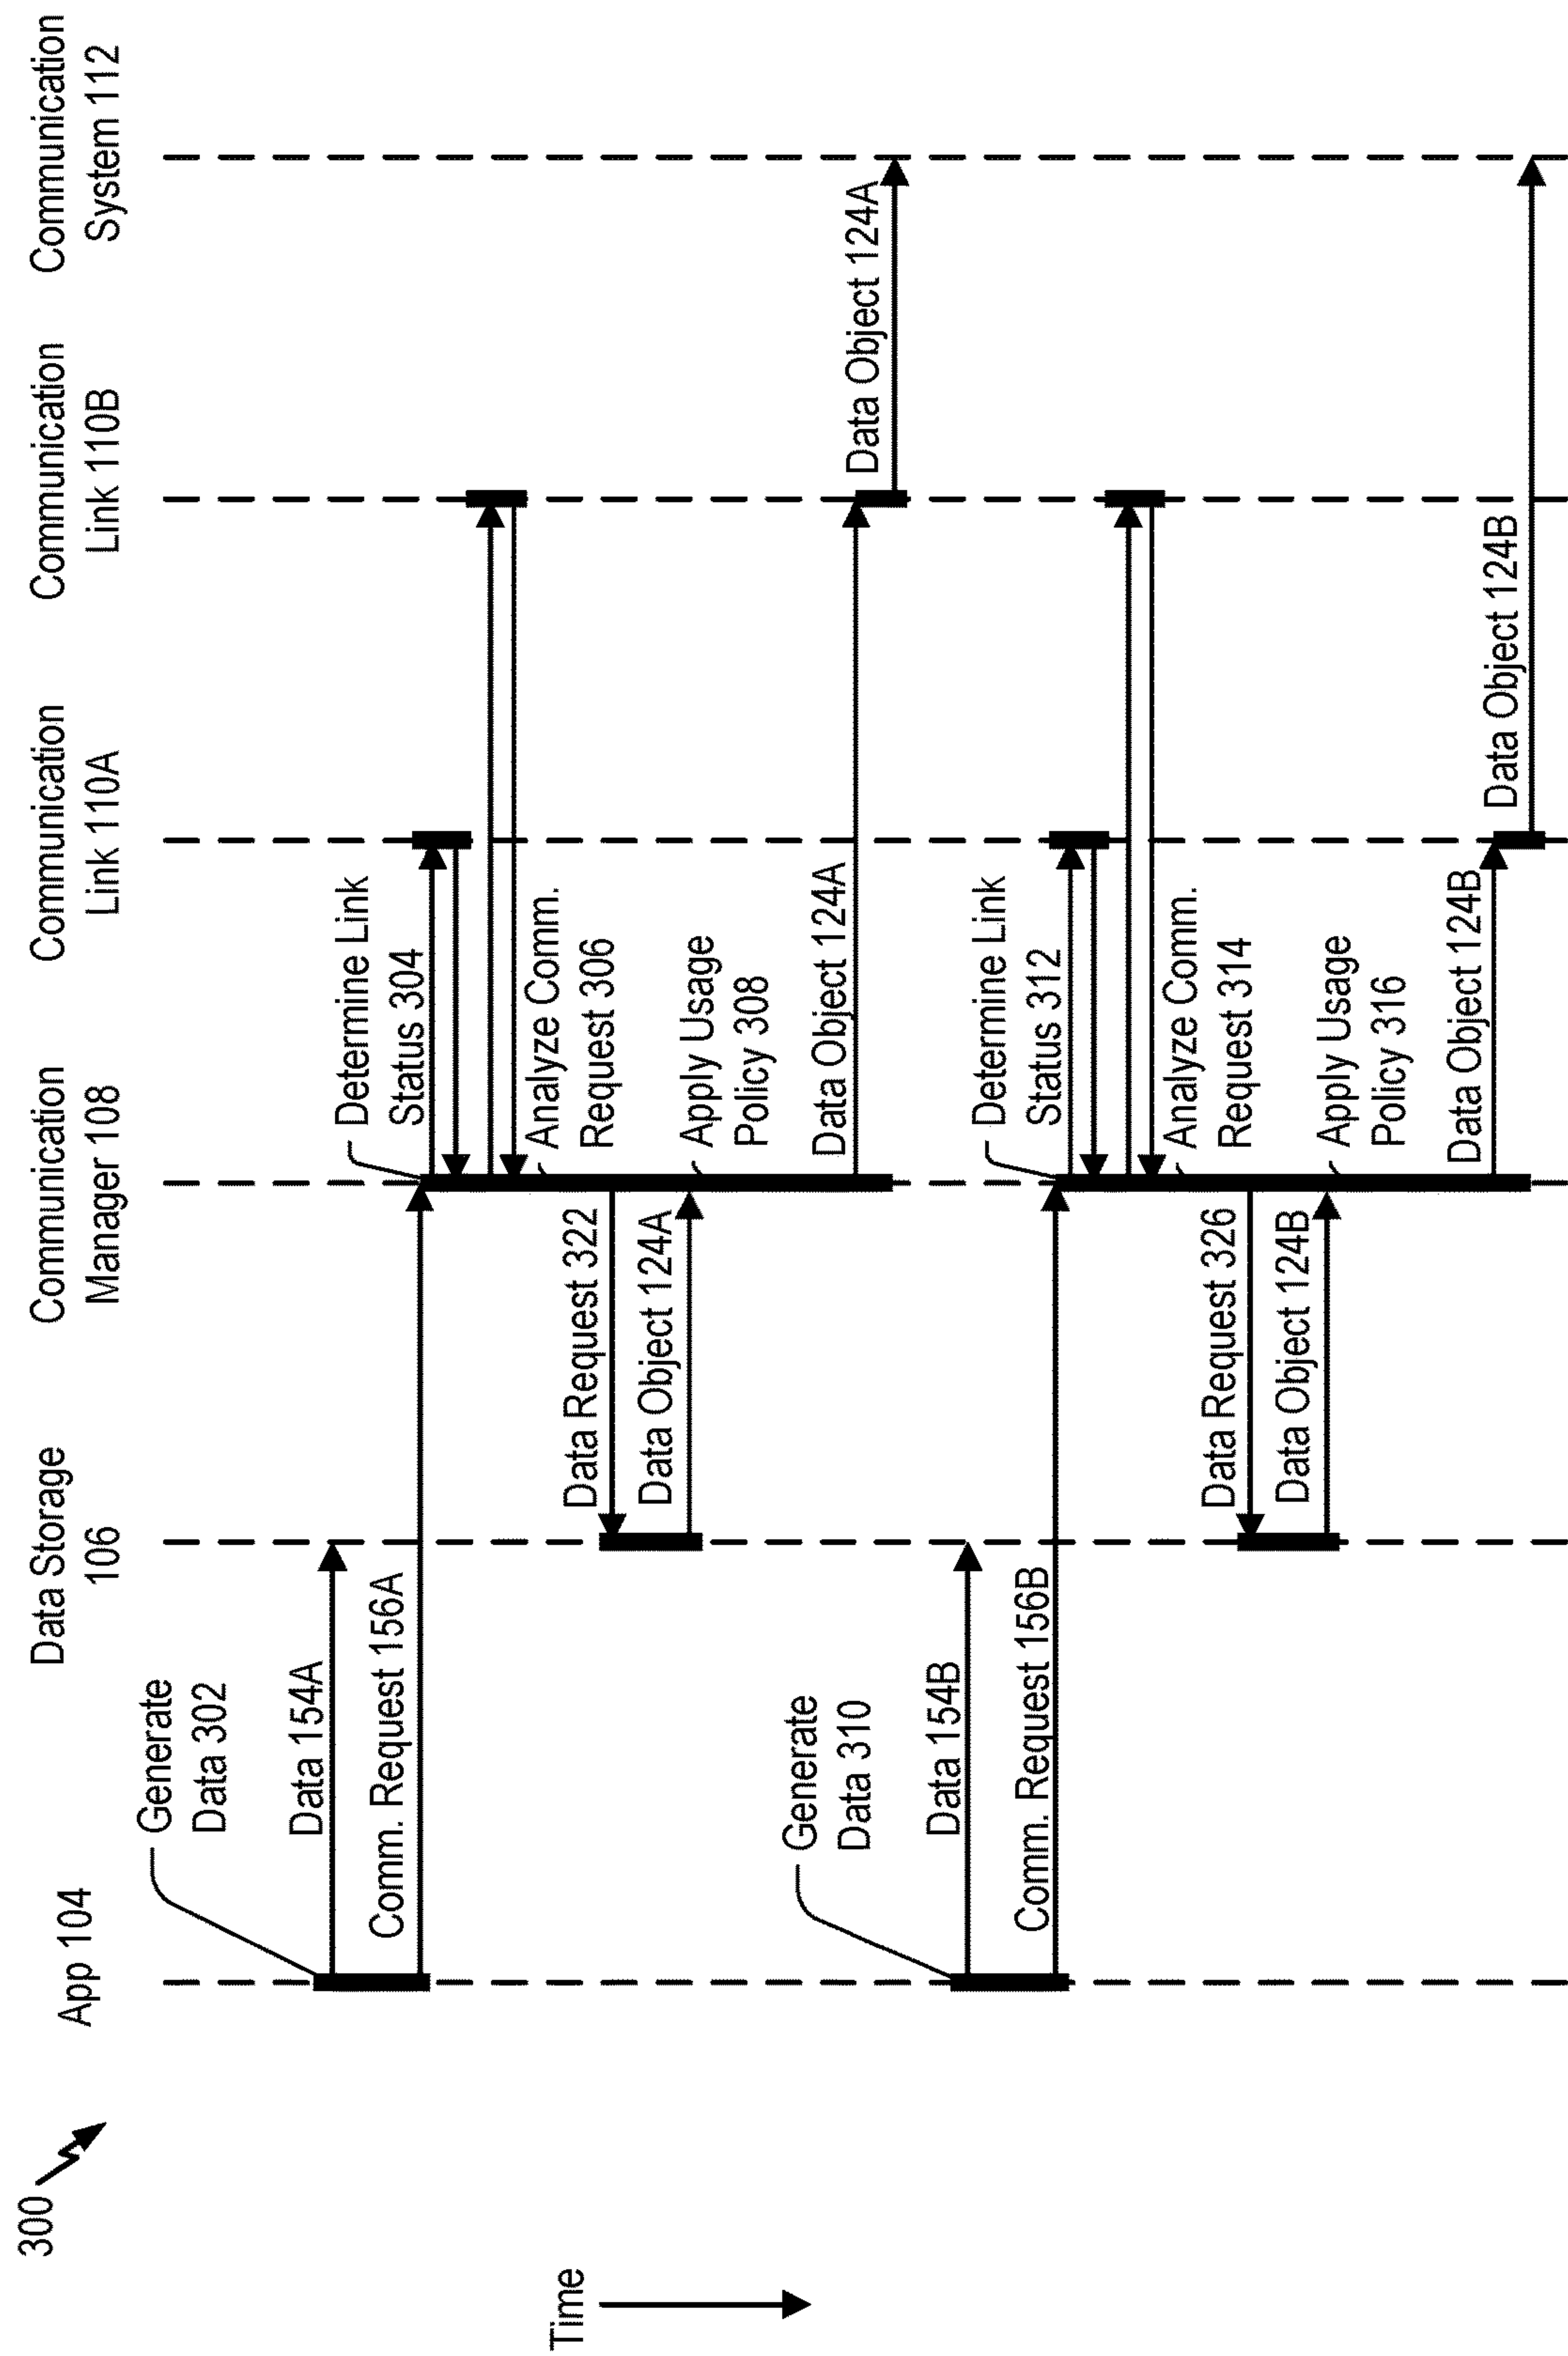 300
App 104
Data Storage
106
Communication
Manager 108
Communication
Link 110A
Communication
Link 110B
Communication
System 112
Time
Generate
Data 302
Data 154A
Comm. Request 156A
Determine Link
Status 304
Analyze Comm.
Request 306
Data Request 322
Data Object 124A
Apply Usage
Policy 308
Data Object 124A
Data Object 124A
Generate
Data 310
Data 154B
Comm. Request 156B
Determine Link
Status 312
Analyze Comm.
Request 314
Data Request 326
Data Object 124B
Apply Usage
Policy 316
Data Object 124B
Data Object 124B